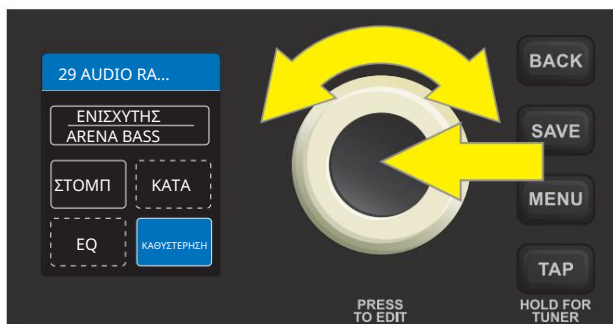 29 AUDIO RA...
ΕΝΙΣΧΥΤΗΣ
ARENA BASS
ΣΤΟΜΠ
ΚΑΤΑ
EQ
ΚΑΘΥΣΤΕΡΗΣΗ
BACK
SAVE
MENU
TAP
PRESS
TO EDIT
HOLD FOR
TUNER